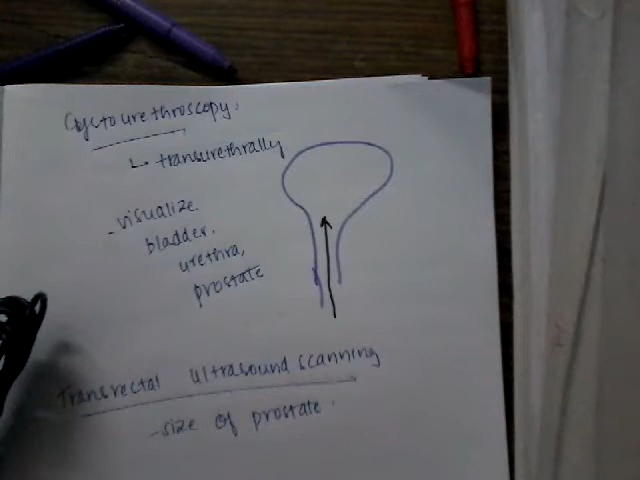 Cystourethroscopy:
↳ transurethrally
- visualize
bladder,
urethra,
prostate
Transrectal ultrasound scanning
- size of prostate.